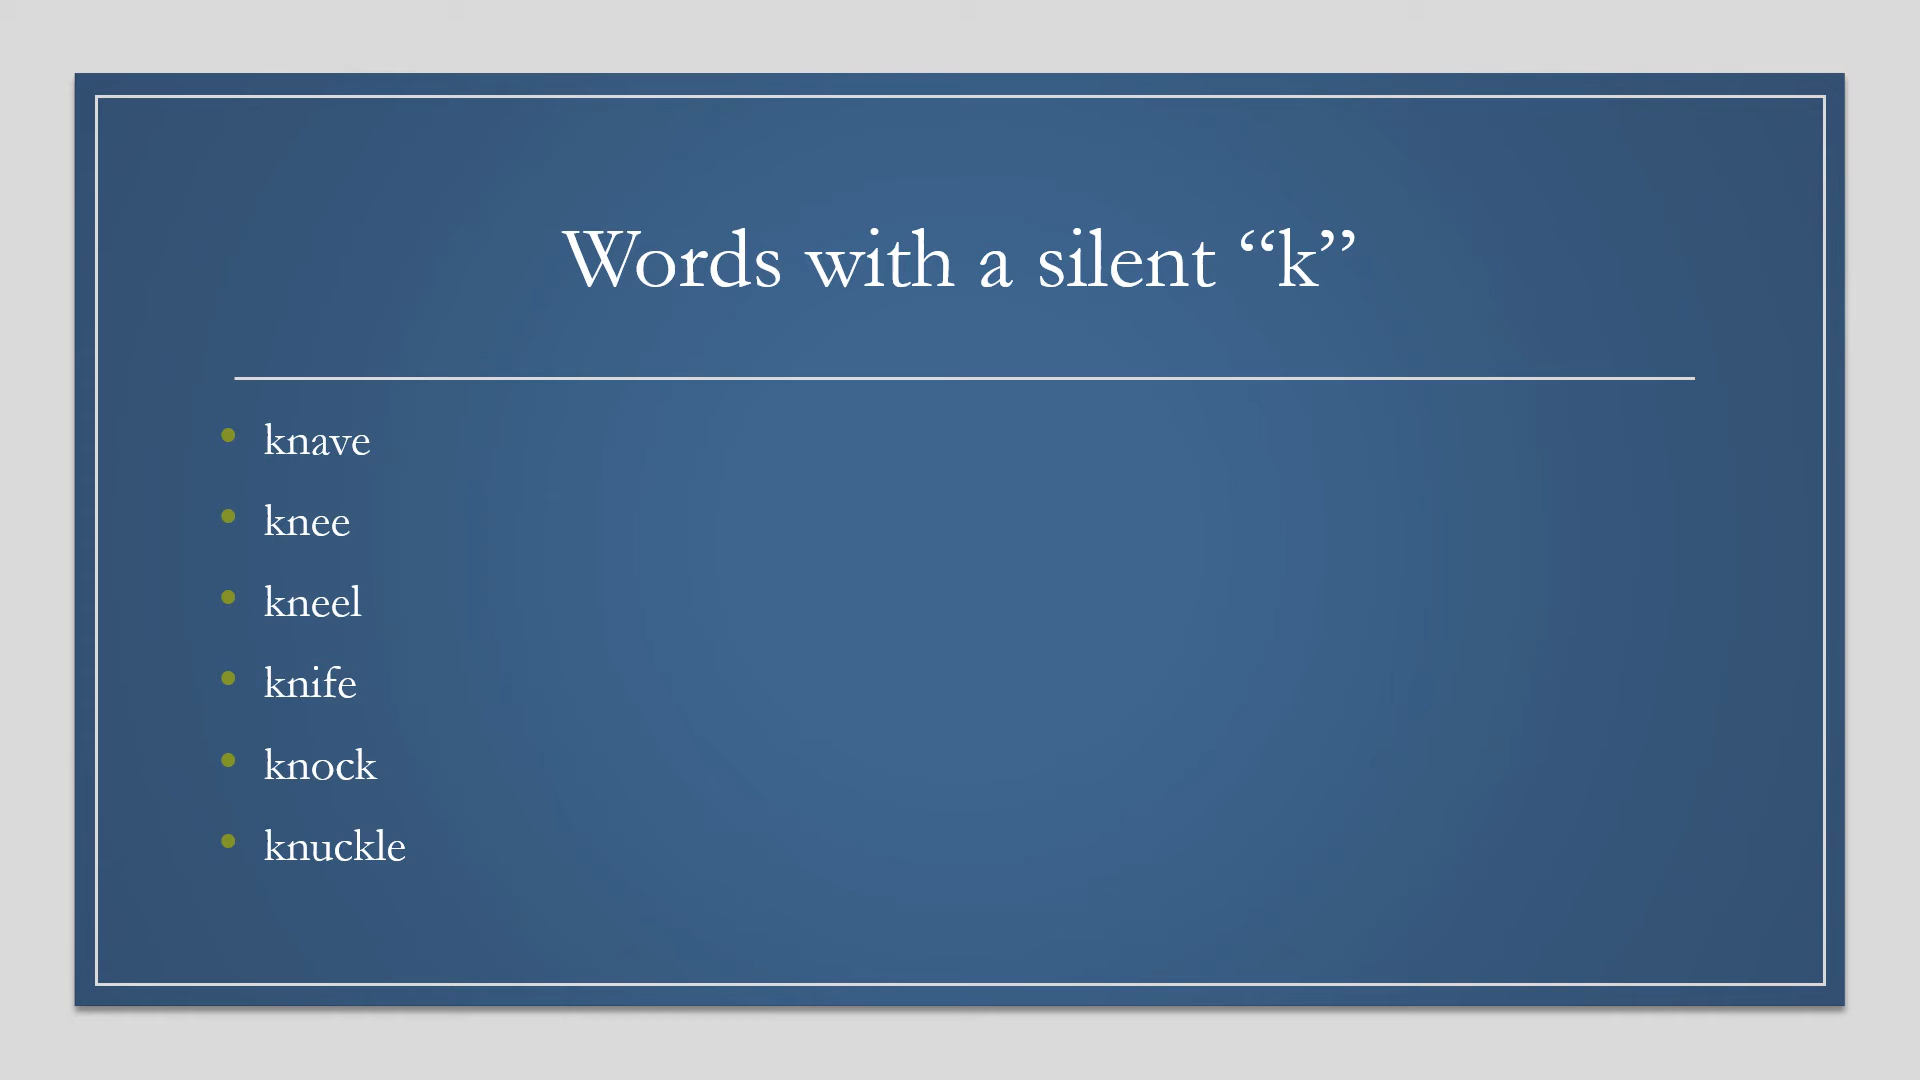 Words with a silent “k”
• knave
• knee
• kneel
• knife
• knock
• knuckle